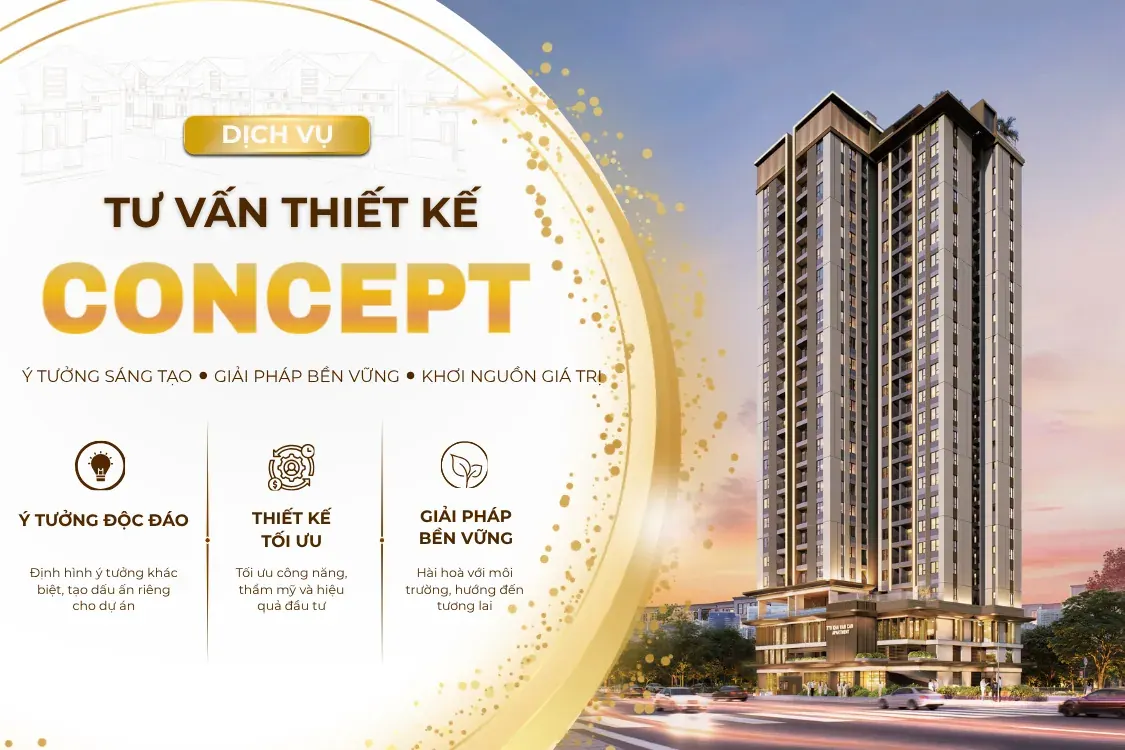 DỊCH VỤ
TƯ VẤN THIẾT KẾ
CONCEPT
Ý TƯỞNG SÁNG TẠO • GIẢI PHÁP BỀN VỮNG • KHƠI NGUỒN GIÁ TRỊ
Ý TƯỞNG ĐỘC ĐÁO
Định hình ý tưởng khác
biệt, tạo dấu ấn riêng
cho dự án
THIẾT KẾ
TỐI ƯU
Tối ưu công năng,
thẩm mỹ và hiệu
quả đầu tư
GIẢI PHÁP
BỀN VỮNG
Hài hoà với môi
trường, hướng đến
tương lai
APARTMENT